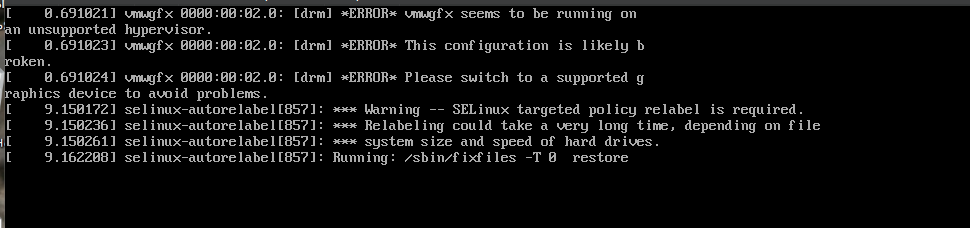 [    0.691021] vmwgfx 0000:00:02.0: [drm] *ERROR* vmwgfx seems to be running on
an unsupported hypervisor.
[    0.691023] vmwgfx 0000:00:02.0: [drm] *ERROR* This configuration is likely b
roken.
[    0.691024] vmwgfx 0000:00:02.0: [drm] *ERROR* Please switch to a supported g
raphics device to avoid problems.
[    9.150172] selinux-autorelabel[857]: *** Warning -- SELinux targeted policy relabel is required.
[    9.150236] selinux-autorelabel[857]: *** Relabeling could take a very long time, depending on file
[    9.150261] selinux-autorelabel[857]: *** system size and speed of hard drives.
[    9.162208] selinux-autorelabel[857]: Running: /sbin/fixfiles -T 0  restore